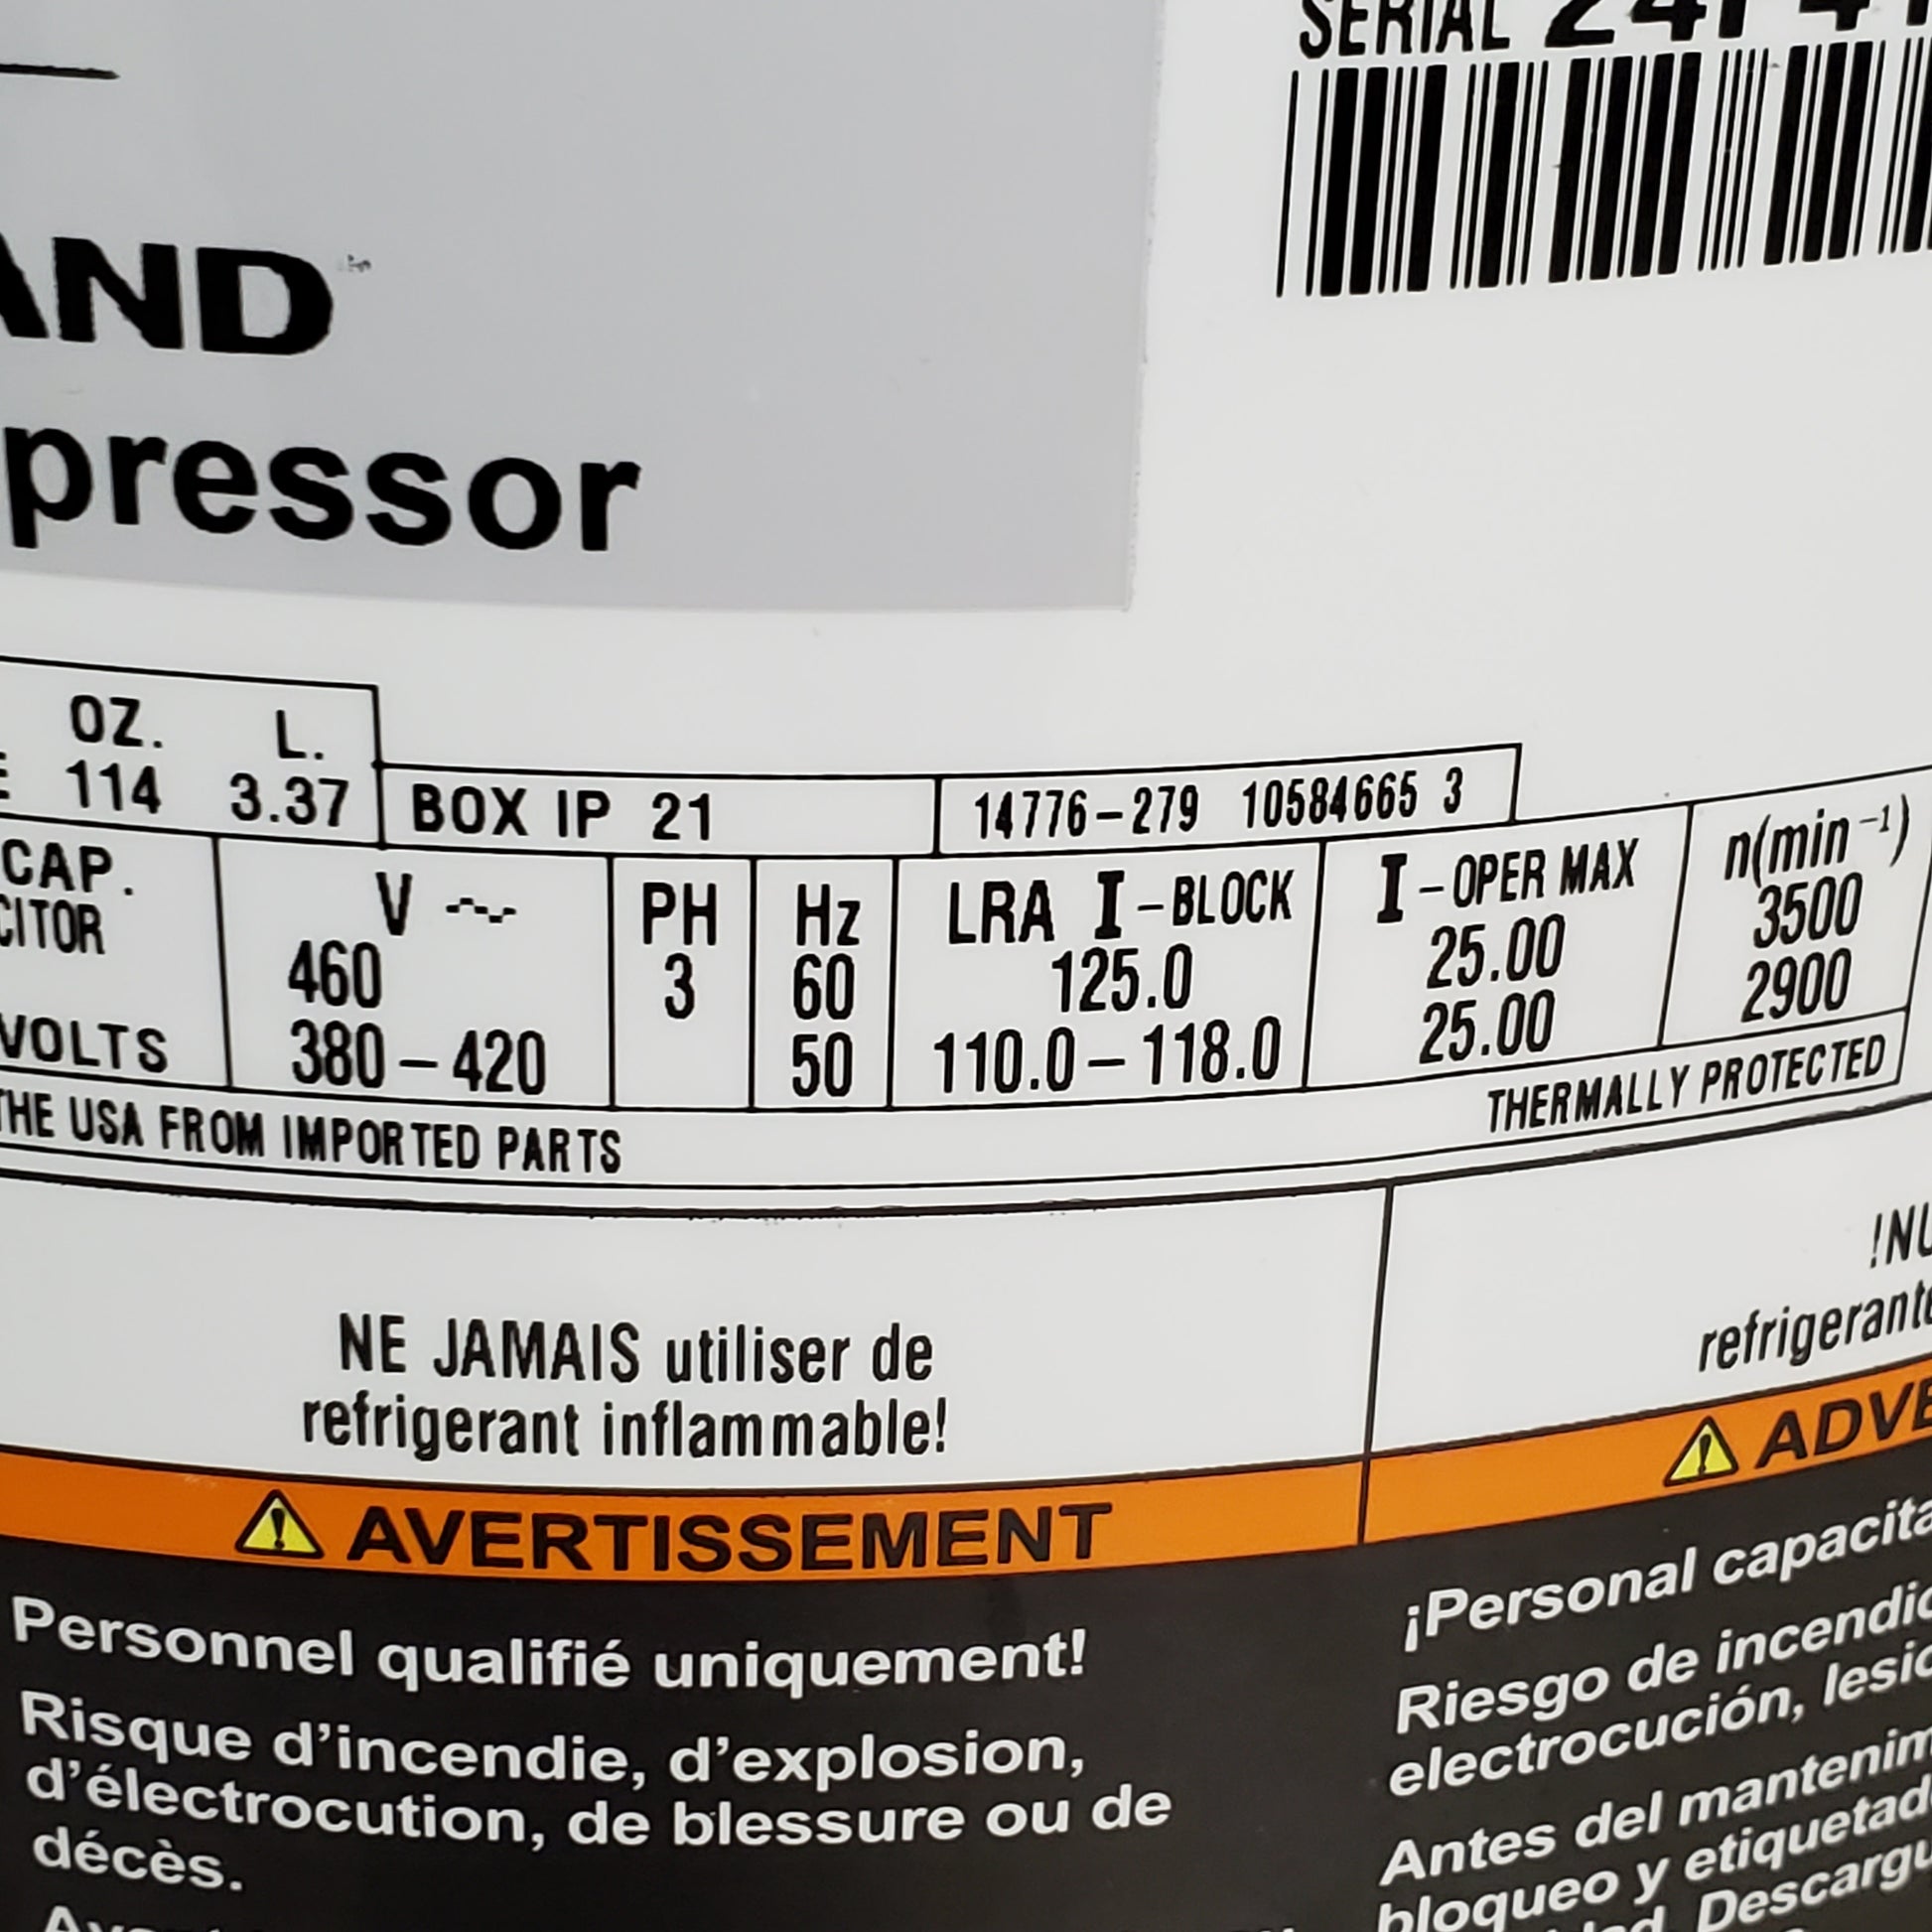 SERIAL
AND
pressor
OZ. L.
114 3.37
BOX IP 21
14776-279 10584665 3
CAP.
CITOR
VOLTS
V
460
380-420
PH
3
Hz
60
50
LRA I-BLOCK
125.0
110.0-118.0
I-OPER MAX
25.00
25.00
n(min⁻¹)
3500
2900
THE USA FROM IMPORTED PARTS
THERMALLY PROTECTED
NE JAMAIS utiliser de
refrigerant inflammable!
!NU
refrigerante
AVERTISSEMENT
ADVE
Personnel qualifié uniquement!
Risque d'incendie, d'explosion,
d'électrocution, de blessure ou de
décès.
¡Personal capacita
Riesgo de incendio
electrocución, lesio
Antes del mantenim
bloqueo y etiquetad
Descargu